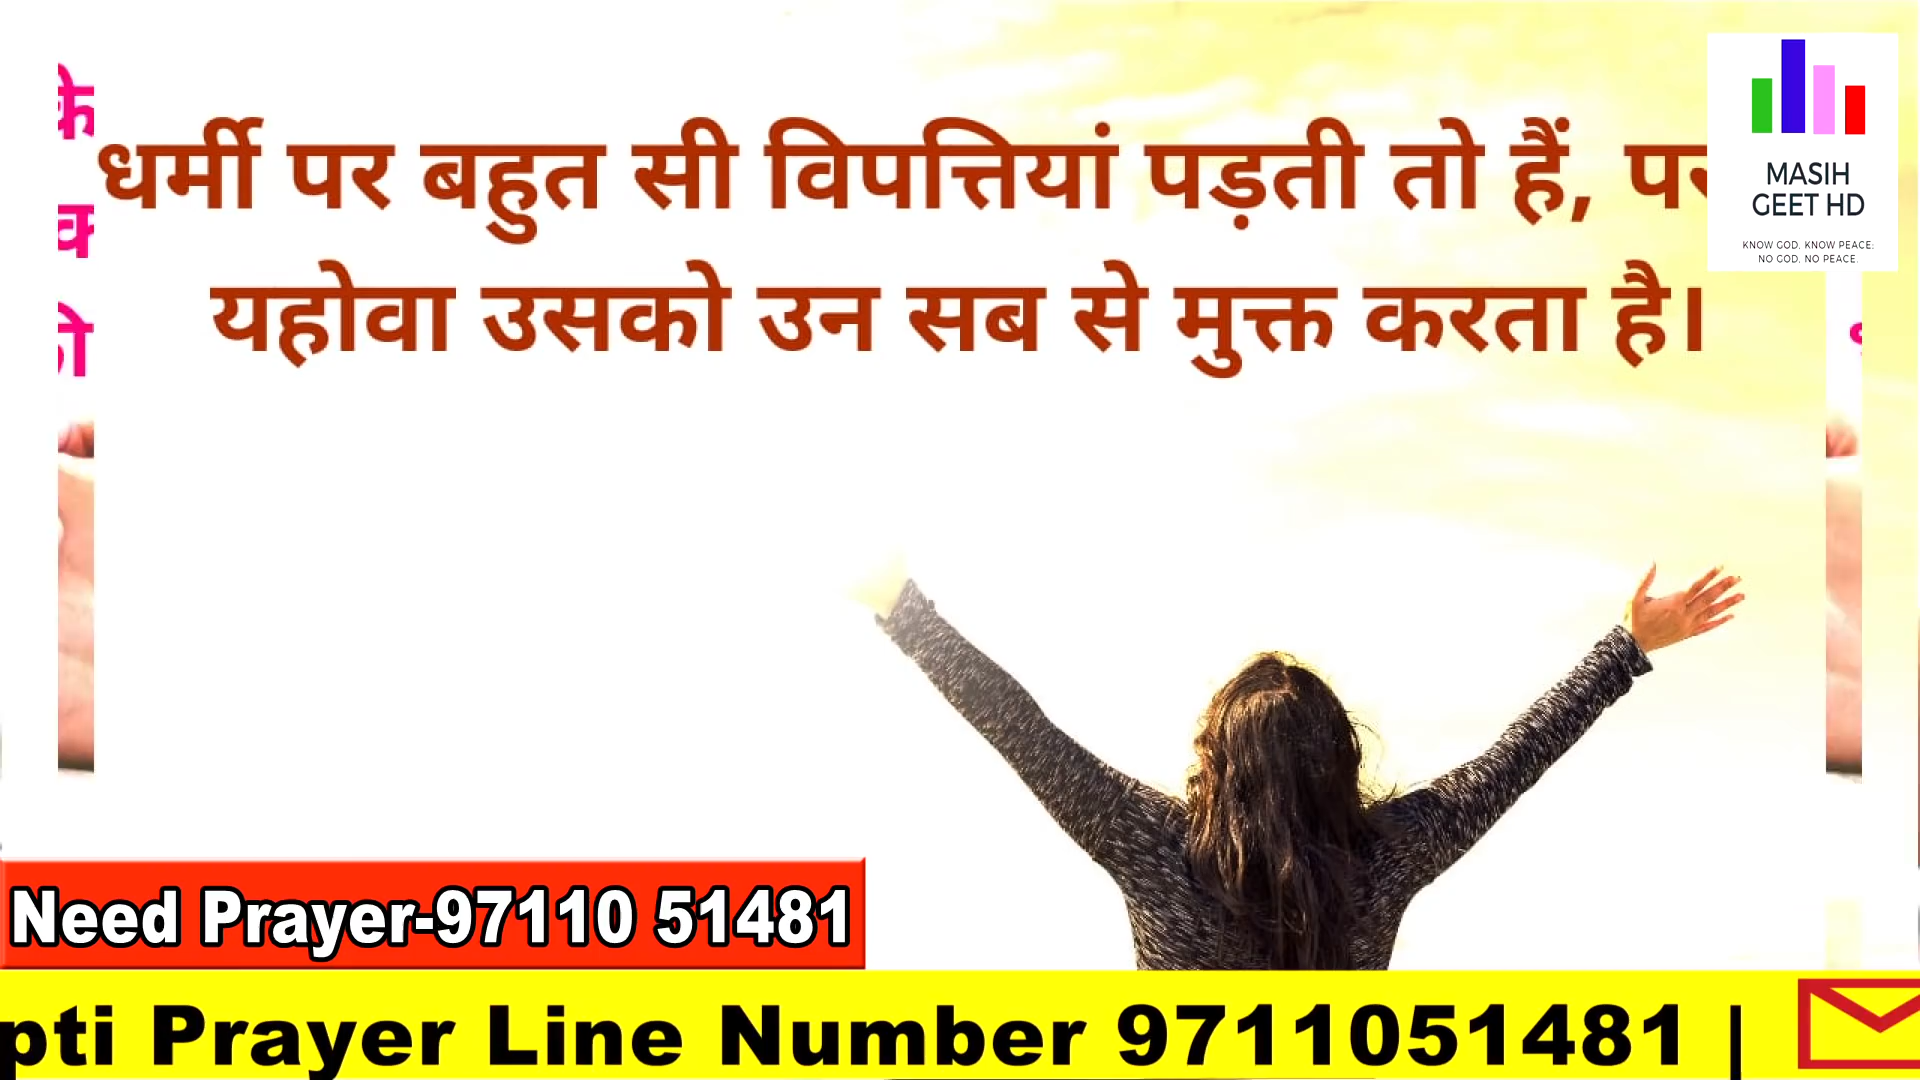 धर्मी पर बहुत सी विपत्तियां पड़ती तो हैं,
यहोवा उसको उन सब से मुक्त करता है।
MASIH
GEET HD
KNOW GOD, KNOW PEACE;
NO GOD, NO PEACE.
Need Prayer-97110 51481
Prayer Line Number 9711051481 |